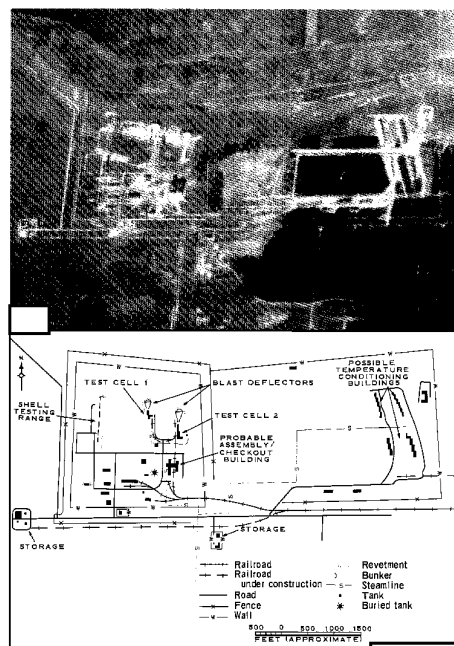 N
TEST CELL 1
BLAST DEFLECTORS
POSSIBLE
TEMPERATURE
CONDITIONING
BUILDINGS
SHELL
TESTING
RANGE
TEST CELL 2
PROBABLE
ASSEMBLY/
CHECKOUT
BUILDING
STORAGE
STORAGE
Railroad
Railroad
under construction
Road
Fence
Wall
Revetment
Bunker
S Steamline
Tank
Buried tank
500 0 500 1000 1500
FEET (APPROXIMATE)